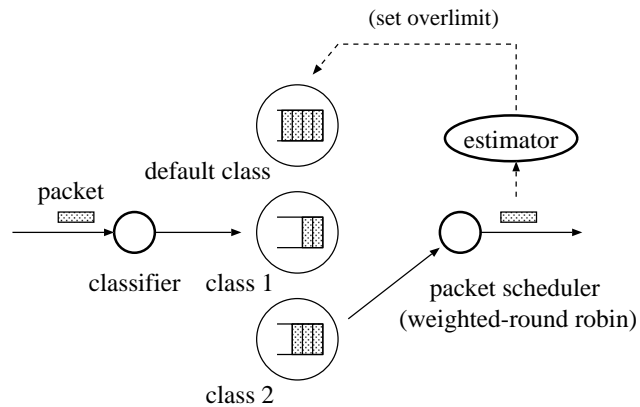 (set overlimit)
estimator
default class
packet
classifier
class 1
packet scheduler
(weighted-round robin)
class 2